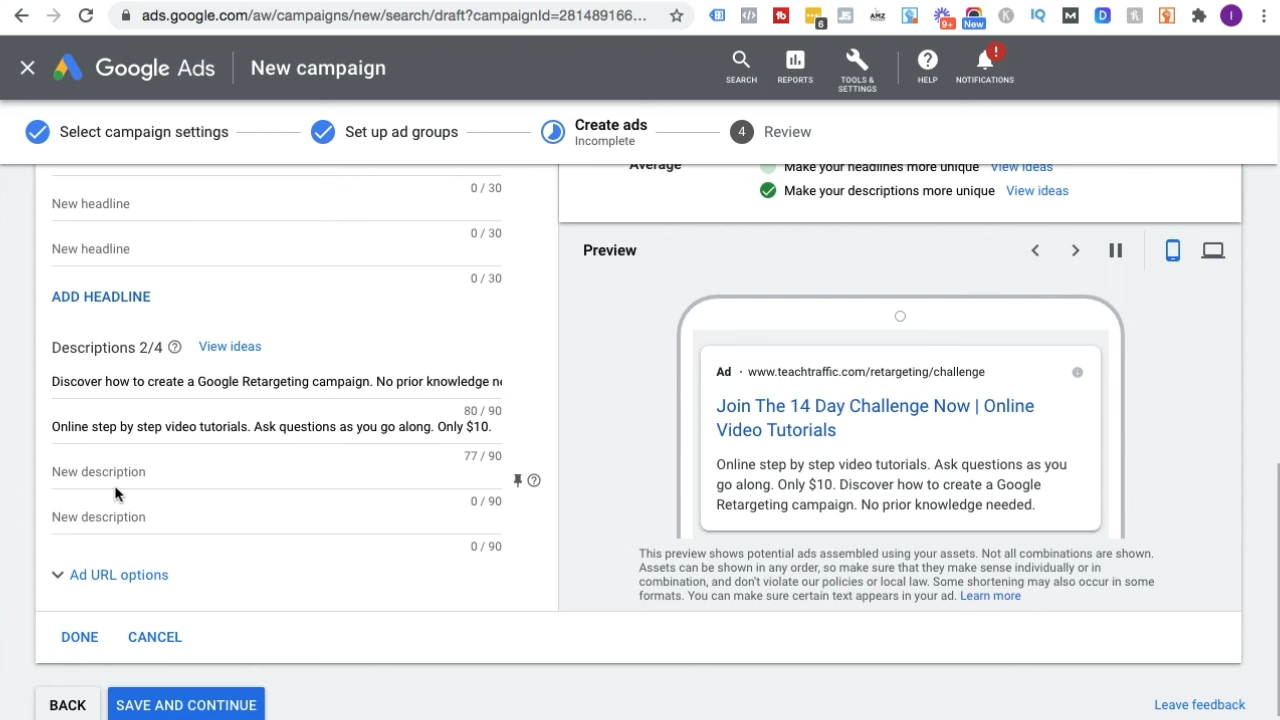 ads.google.com/aw/campaigns/new/search/draft?campaignId=281489166...
6
JS
AMZ
9+
New
K
IQ
M
D
I
Google Ads
New campaign
SEARCH
REPORTS
TOOLS &
SETTINGS
HELP
!
NOTIFICATIONS
Select campaign settings
Set up ad groups
Create ads
Incomplete
4
Review
0 / 30
New headline
0 / 30
New headline
0 / 30
ADD HEADLINE
Descriptions 2/4
View ideas
Discover how to create a Google Retargeting campaign. No prior knowledge ne
80 / 90
Online step by step video tutorials. Ask questions as you go along. Only $10.
77 / 90
New description
0 / 90
New description
0 / 90
Ad URL options
DONE
CANCEL
BACK
SAVE AND CONTINUE
Average
Make your headlines more unique View ideas
Make your descriptions more unique View ideas
Preview
Ad · www.teachtraffic.com/retargeting/challenge
Join The 14 Day Challenge Now | Online
Video Tutorials
Online step by step video tutorials. Ask questions as you
go along. Only $10. Discover how to create a Google
Retargeting campaign. No prior knowledge needed.
This preview shows potential ads assembled using your assets. Not all combinations are shown.
Assets can be shown in any order, so make sure that they make sense individually or in
combination, and don't violate our policies or local law. Some shortening may also occur in some
formats. You can make sure certain text appears in your ad. Learn more
Leave feedback